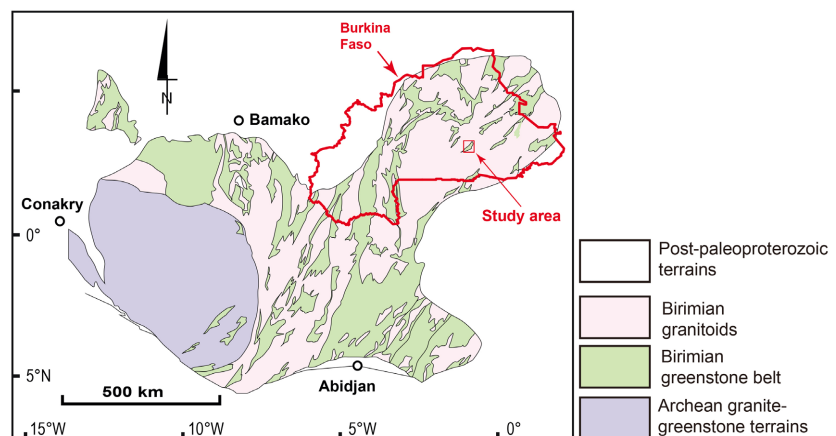 Burkina
Faso
N
Bamako
Conakry
Study area
0°
5°N
Abidjan
500 km
15°W
10°W
5°W
0°
Post-paleoproterozoic
terrains
Birimian
granitoids
Birimian
greenstone belt
Archean granite-
greenstone terrains